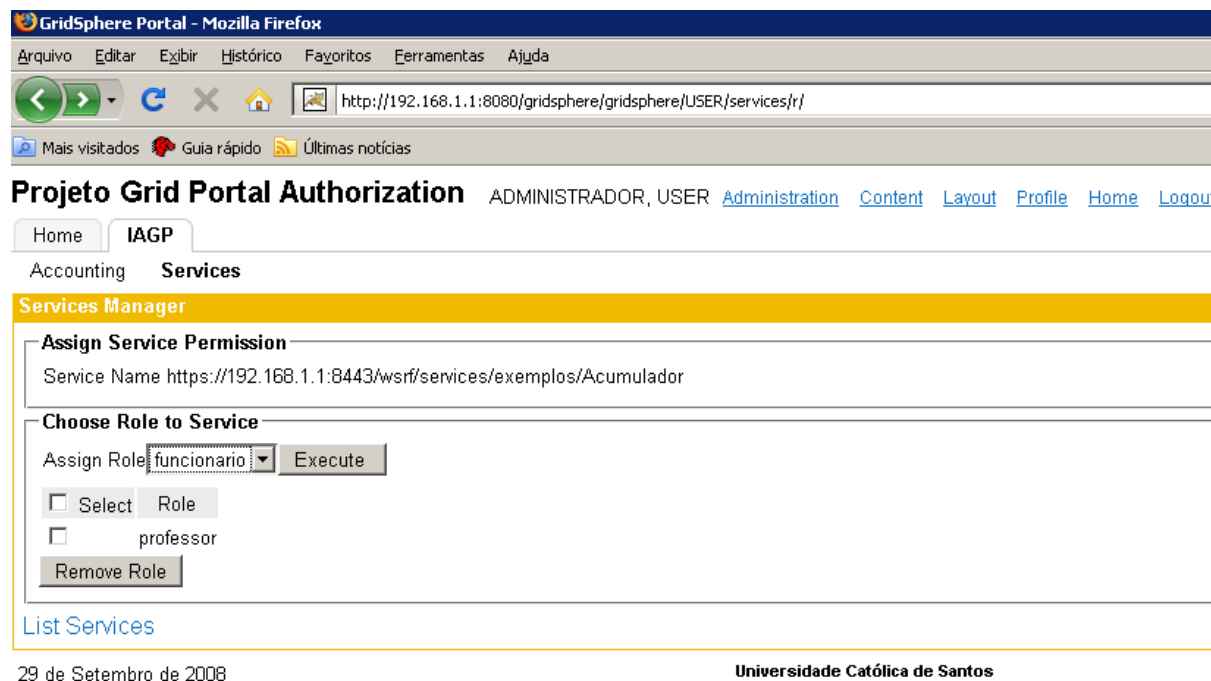 GridSphere Portal - Mozilla Firefox
Arquivo Editar Exibir Histórico Favoritos Ferramentas Ajuda
http://192.168.1.1:8080/gridsphere/gridsphere/USER/services/r/
Mais visitados Guia rápido Últimas notícias
Projeto Grid Portal Authorization ADMINISTRADOR, USER Administration Content Layout Profile Home Logout
Home IAGP
Accounting Services
Services Manager
Assign Service Permission
Service Name https://192.168.1.1:8443/wsrf/services/exemplos/Acumulador
Choose Role to Service
Assign Role funcionario Execute
Select Role
professor
Remove Role
List Services
29 de Setembro de 2008 Universidade Católica de Santos